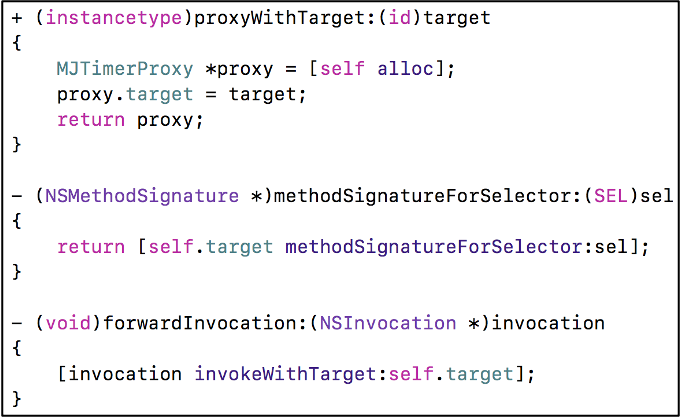 + (instancetype)proxyWithTarget:(id)target
{
    MJTimerProxy *proxy = [self alloc];
    proxy.target = target;
    return proxy;
}

- (NSMethodSignature *)methodSignatureForSelector:(SEL)sel
{
    return [self.target methodSignatureForSelector:sel];
}

- (void)forwardInvocation:(NSInvocation *)invocation
{
    [invocation invokeWithTarget:self.target];
}